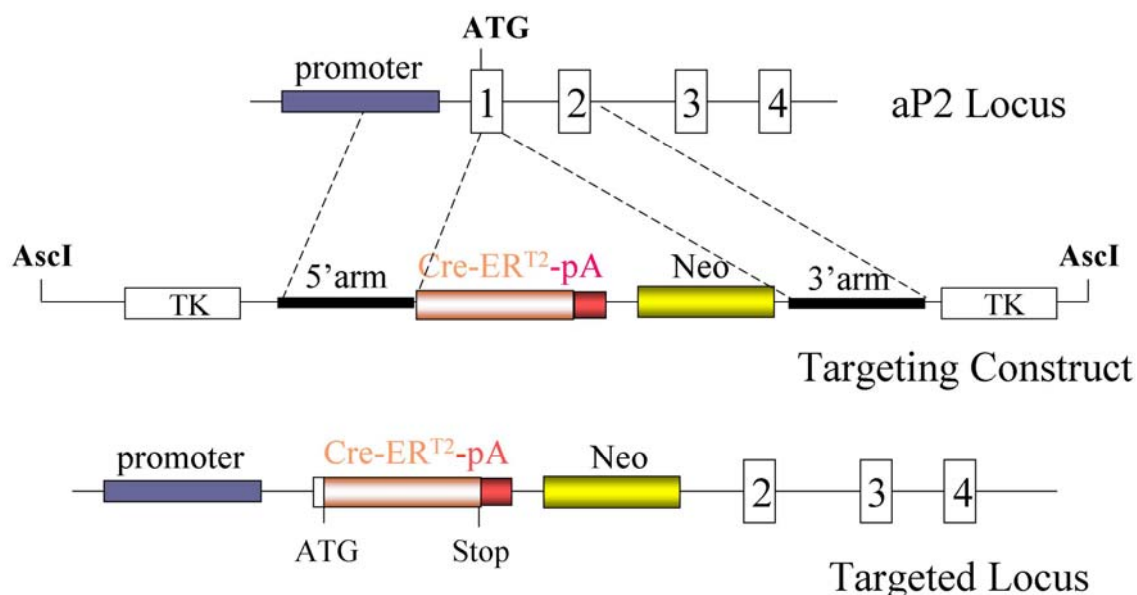 ATG
promoter
1 2 3 4 aP2 Locus
AscI 5’arm Cre-ERᵀ²-pA Neo 3’arm AscI
TK TK
Targeting Construct
promoter Cre-ERᵀ²-pA Neo
2 3 4
ATG Stop
Targeted Locus